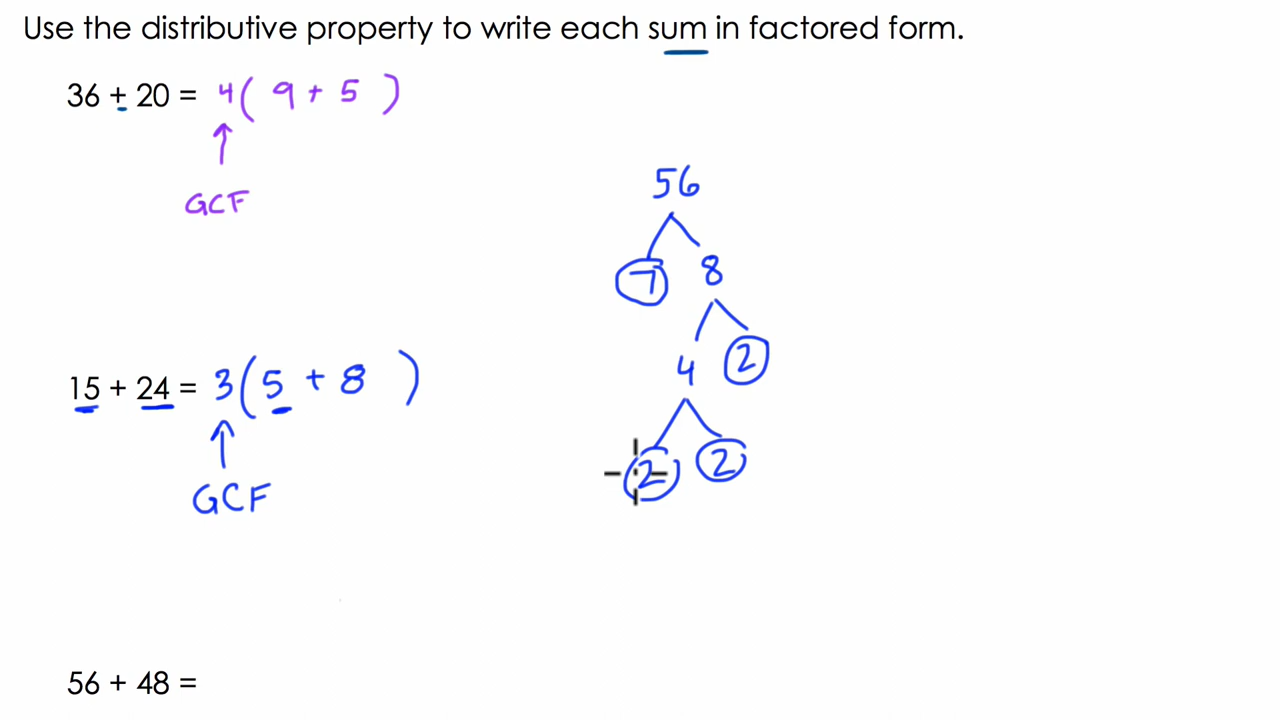 Use the distributive property to write each sum in factored form.
36 + 20 = 4( 9 + 5 )
GCF
56
7 8
4 2
15 + 24 = 3( 5 + 8 )
2 2
GCF
56 + 48 =